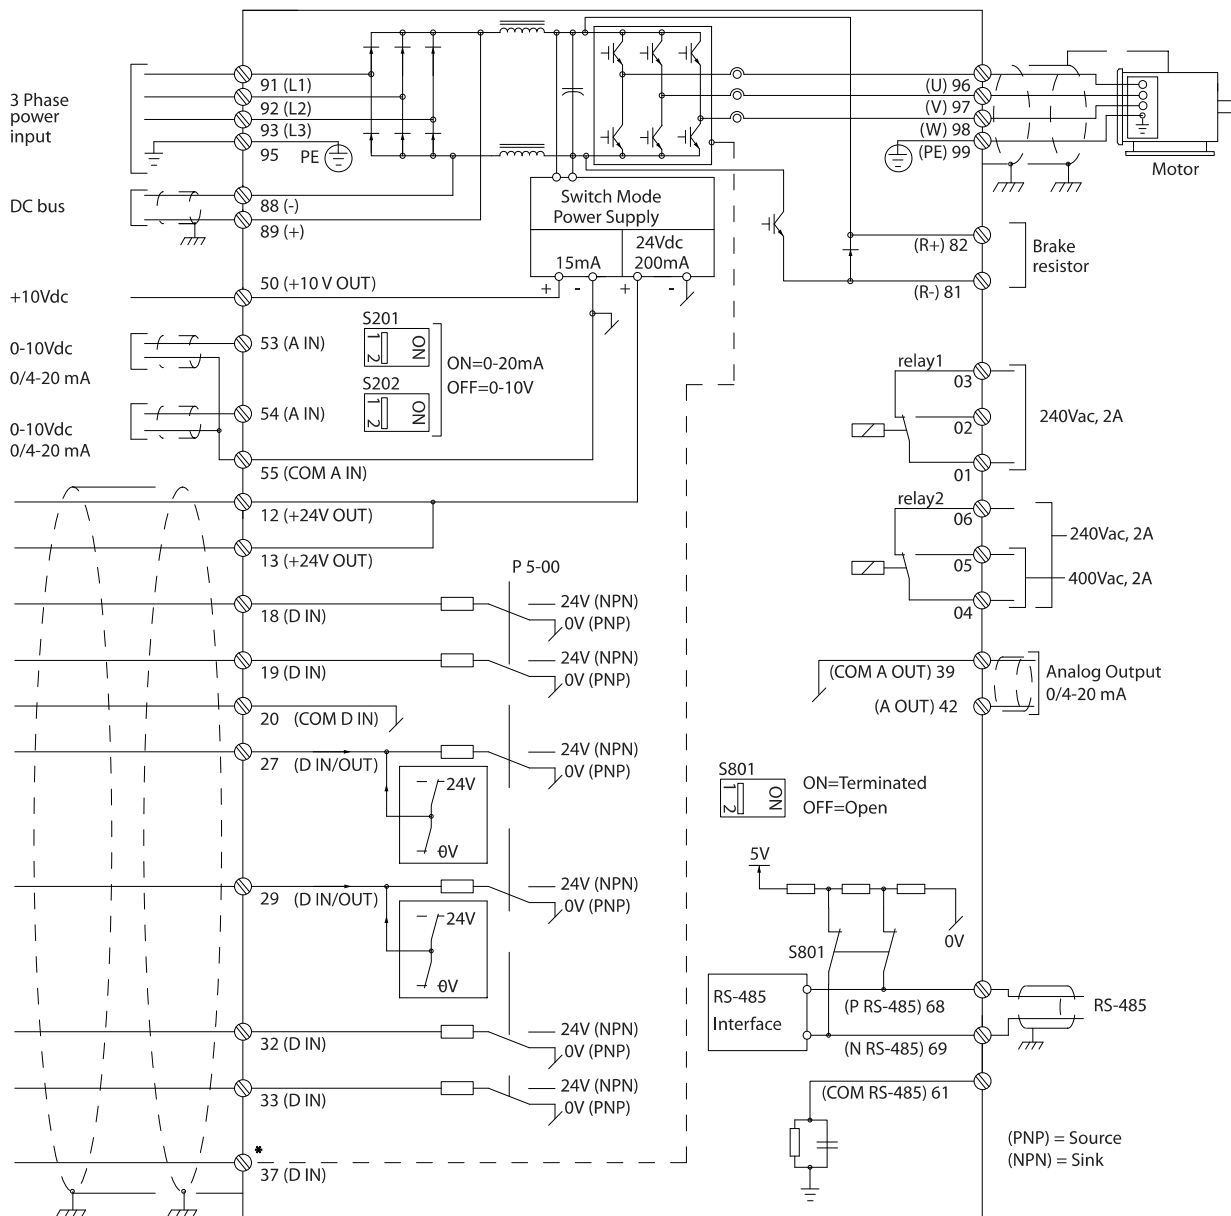 3 Phase
power
input
91 (L1)
92 (L2)
93 (L3)
95
PE
DC bus
88 (-)
89 (+)
+10Vdc
50 (+10 V OUT)
0-10Vdc
0/4-20 mA
53 (A IN)
0-10Vdc
0/4-20 mA
54 (A IN)
55 (COM A IN)
12 (+24V OUT)
13 (+24V OUT)
18 (D IN)
19 (D IN)
20 (COM D IN)
27 (D IN/OUT)
29 (D IN/OUT)
32 (D IN)
33 (D IN)
*
37 (D IN)
S201
1 2
ON
S202
1 2
ON
ON=0-20mA
OFF=0-10V
Switch Mode
Power Supply
15mA
24Vdc
200mA
+ - + -
P 5-00
24V (NPN)
0V (PNP)
24V (NPN)
0V (PNP)
24V (NPN)
0V (PNP)
24V
0V
24V (NPN)
0V (PNP)
24V
0V
24V (NPN)
0V (PNP)
24V (NPN)
0V (PNP)
(U) 96
(V) 97
(W) 98
(PE) 99
Motor
(R+) 82
(R-) 81
Brake
resistor
relay1
03
02
01
240Vac, 2A
relay2
06
05
04
240Vac, 2A
400Vac, 2A
(COM A OUT) 39
(A OUT) 42
Analog Output
0/4-20 mA
S801
1 2
ON
ON=Terminated
OFF=Open
5V
S801
0V
RS-485
Interface
(P RS-485) 68
(N RS-485) 69
(COM RS-485) 61
RS-485
(PNP) = Source
(NPN) = Sink